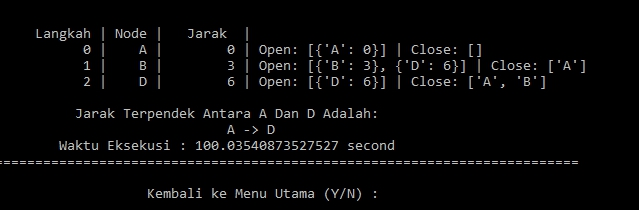 Langkah | Node | Jarak |
0 | A | 0 | Open: [{'A': 0}] | Close: []
1 | B | 3 | Open: [{'B': 3}, {'D': 6}] | Close: ['A']
2 | D | 6 | Open: [{'D': 6}] | Close: ['A', 'B']
Jarak Terpendek Antara A Dan D Adalah:
A -> D
Waktu Eksekusi : 100.03540873527527 second
========================================================================
Kembali ke Menu Utama (Y/N) :